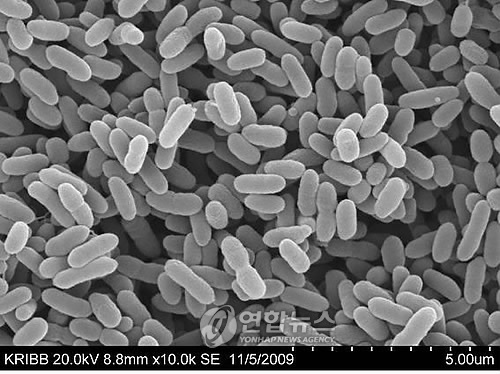 연합뉴스
YONHAP NEWS AGENCY
KRIBB 20.0kV 8.8mm x10.0k SE 11/5/2009 5.00um